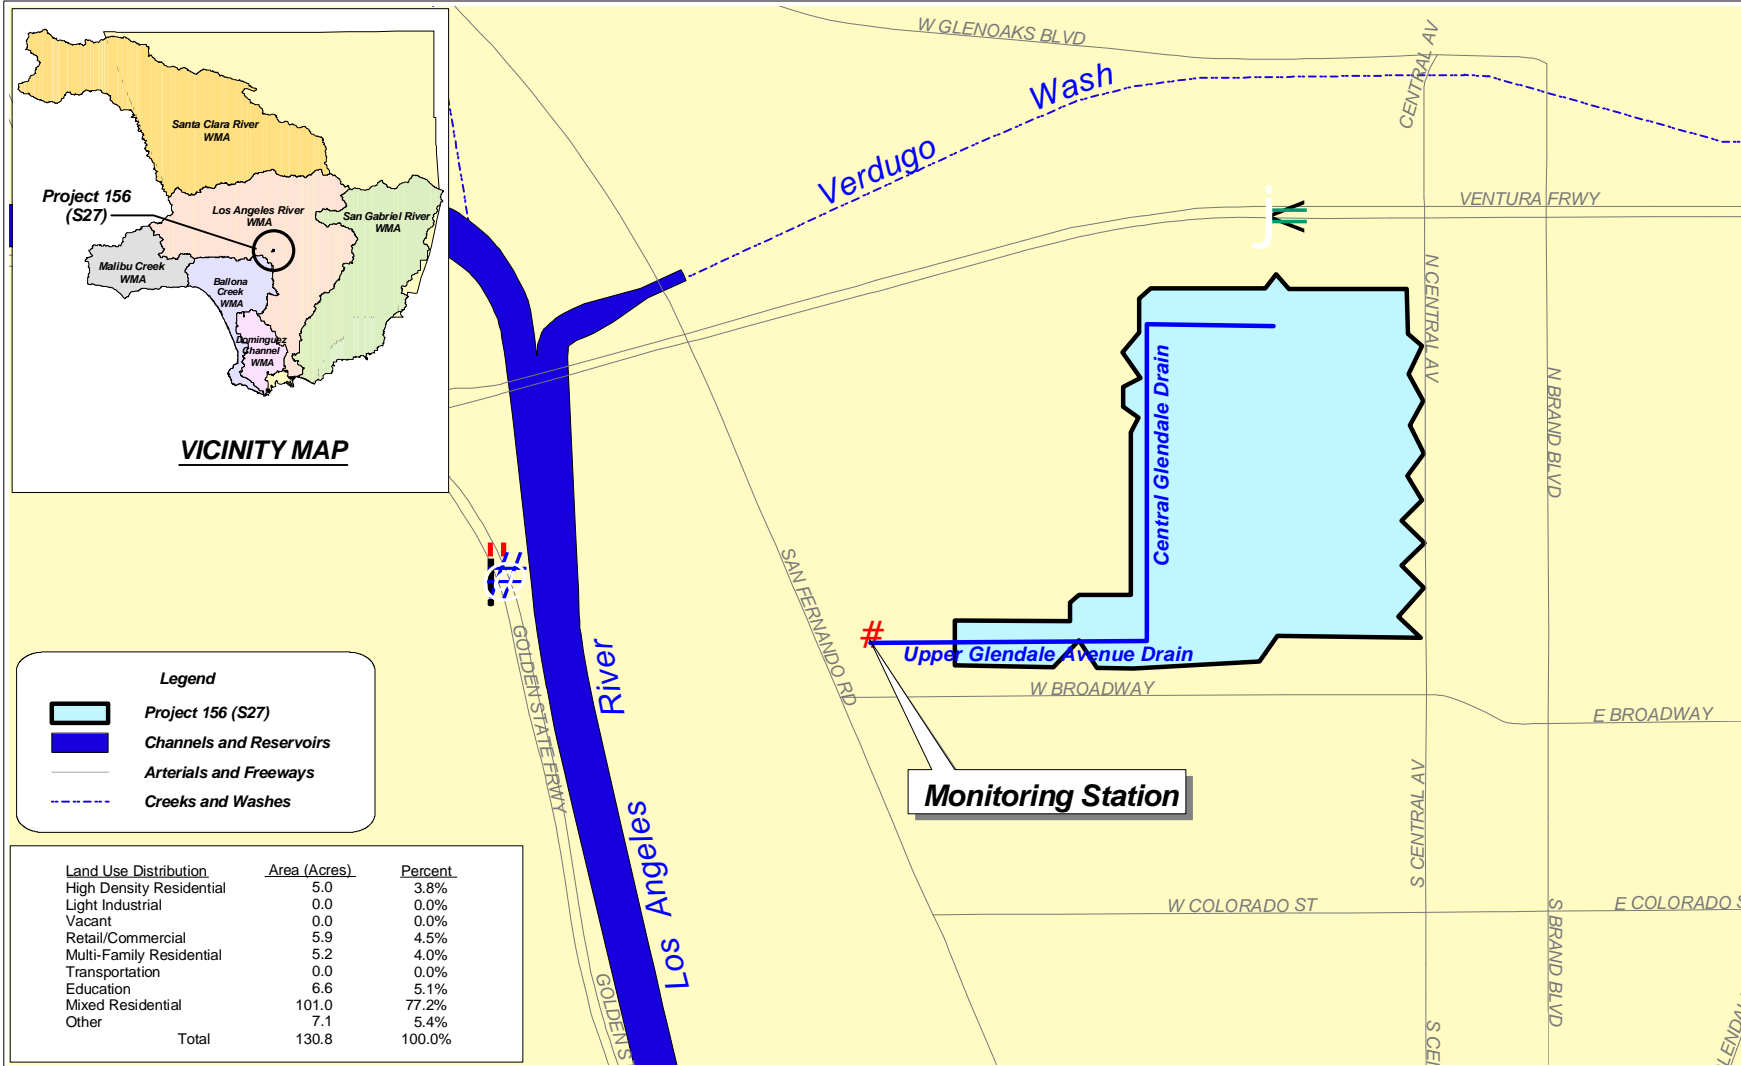 Santa Clara River
WMA
Project 156
(S27)
Los Angeles River
WMA
San Gabriel River
WMA
Malibu Creek
WMA
Ballona
Creek
WMA
Dominguez
Channel
WMA
VICINITY MAP
W GLENOAKS BLVD
CENTRAL AV
Verdugo Wash
VENTURA FRWY
j
N CENTRAL AV
N BRAND BLVD
Central Glendale Drain
SAN FERNANDO RD
#
Upper Glendale Avenue Drain
W BROADWAY
E BROADWAY
GOLDEN STATE FRWY
Los Angeles River
Monitoring Station
S CENTRAL AV
W COLORADO ST
E COLORADO S
S BRAND BLVD
GOLDEN S
S CE
LENDA
Legend
Project 156 (S27)
Channels and Reservoirs
Arterials and Freeways
Creeks and Washes
Land Use Distribution Area (Acres) Percent
High Density Residential 5.0 3.8%
Light Industrial 0.0 0.0%
Vacant 0.0 0.0%
Retail/Commercial 5.9 4.5%
Multi-Family Residential 5.2 4.0%
Transportation 0.0 0.0%
Education 6.6 5.1%
Mixed Residential 101.0 77.2%
Other 7.1 5.4%
Total 130.8 100.0%